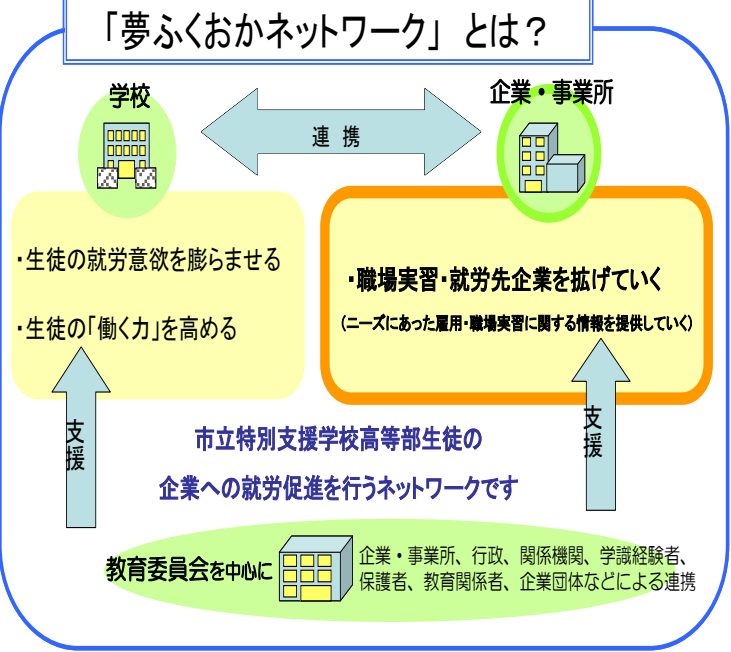 「夢ふくおかネットワーク」とは？
学校
企業・事業所
連 携
・生徒の就労意欲を膨らませる
・生徒の「働く力」を高める
・職場実習・就労先企業を拡げていく
（ニーズにあった雇用・職場実習に関する情報を提供していく）
支援
支援
市立特別支援学校高等部生徒の
企業への就労促進を行うネットワークです
教育委員会を中心に
企業・事業所、行政、関係機関、学識経験者、
保護者、教育関係者、企業団体などによる連携